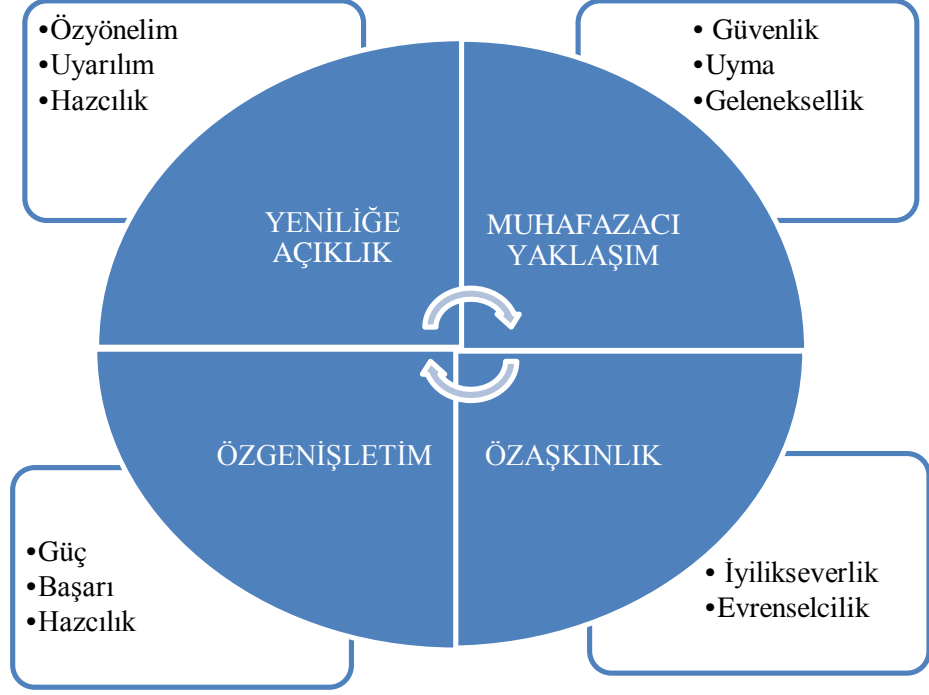 •Özyönelim
•Uyarılım
•Hazcılık
• Güvenlik
•Uyma
•Geleneksellik
YENİLİĞE
AÇIKLIK
MUHAFAZACI
YAKLAŞIM
ÖZGENİŞLETİM
ÖZAŞKINLIK
•Güç
•Başarı
•Hazcılık
• İyilikseverlik
•Evrenselcilik